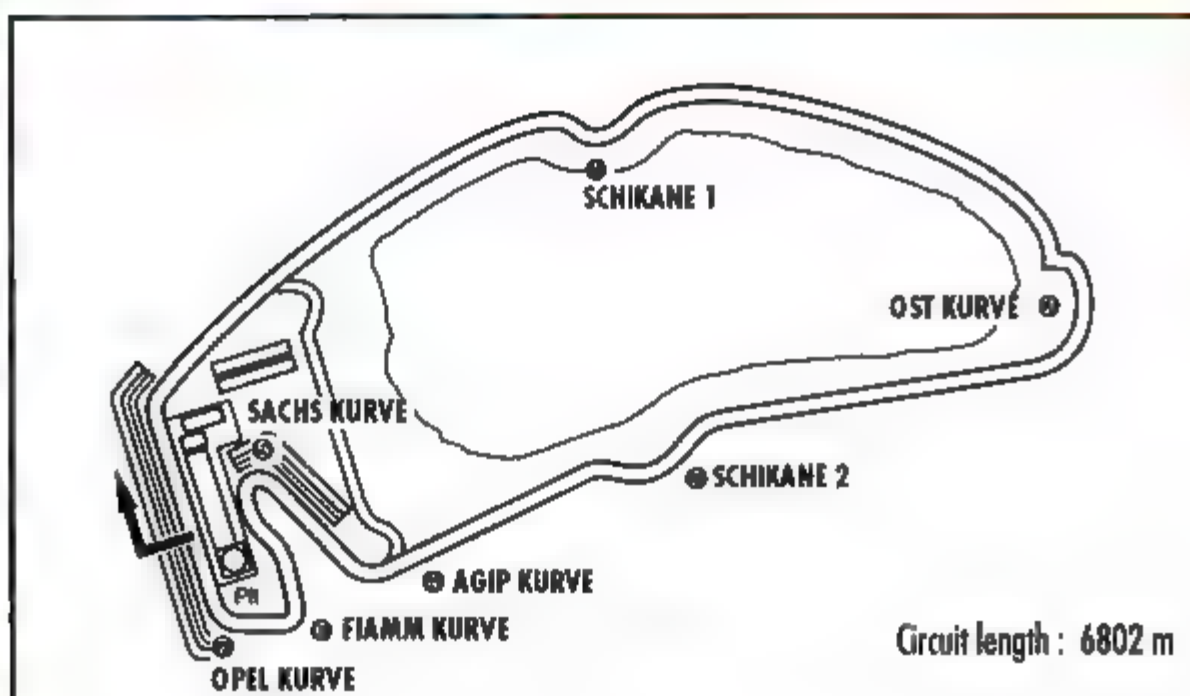 SCHIKANE 1
OST KURVE
SACHS KURVE
SCHIKANE 2
AGIP KURVE
FIAMM KURVE
OPEL KURVE
Circuit length : 6802 m